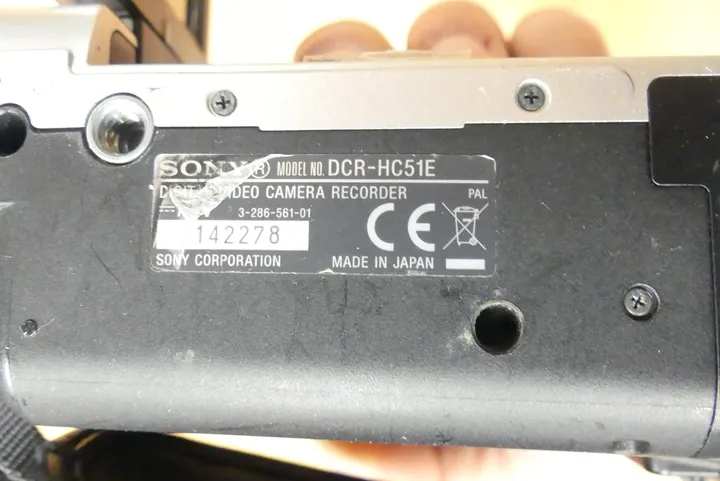 SONY® MODEL NO. DCR-HC51E
VIDEO CAMERA RECORDER PAL
3-286-561-01
142278
SONY CORPORATION MADE IN JAPAN
CE